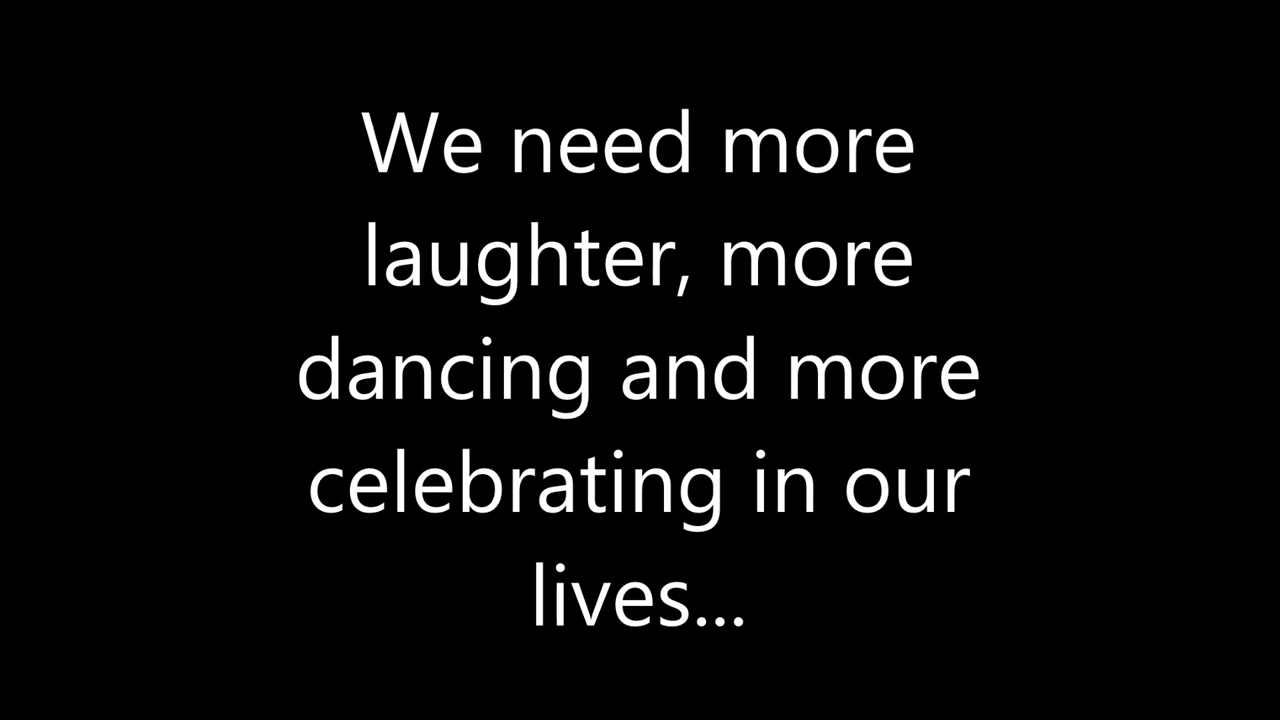 We need more
laughter, more
dancing and more
celebrating in our
lives...